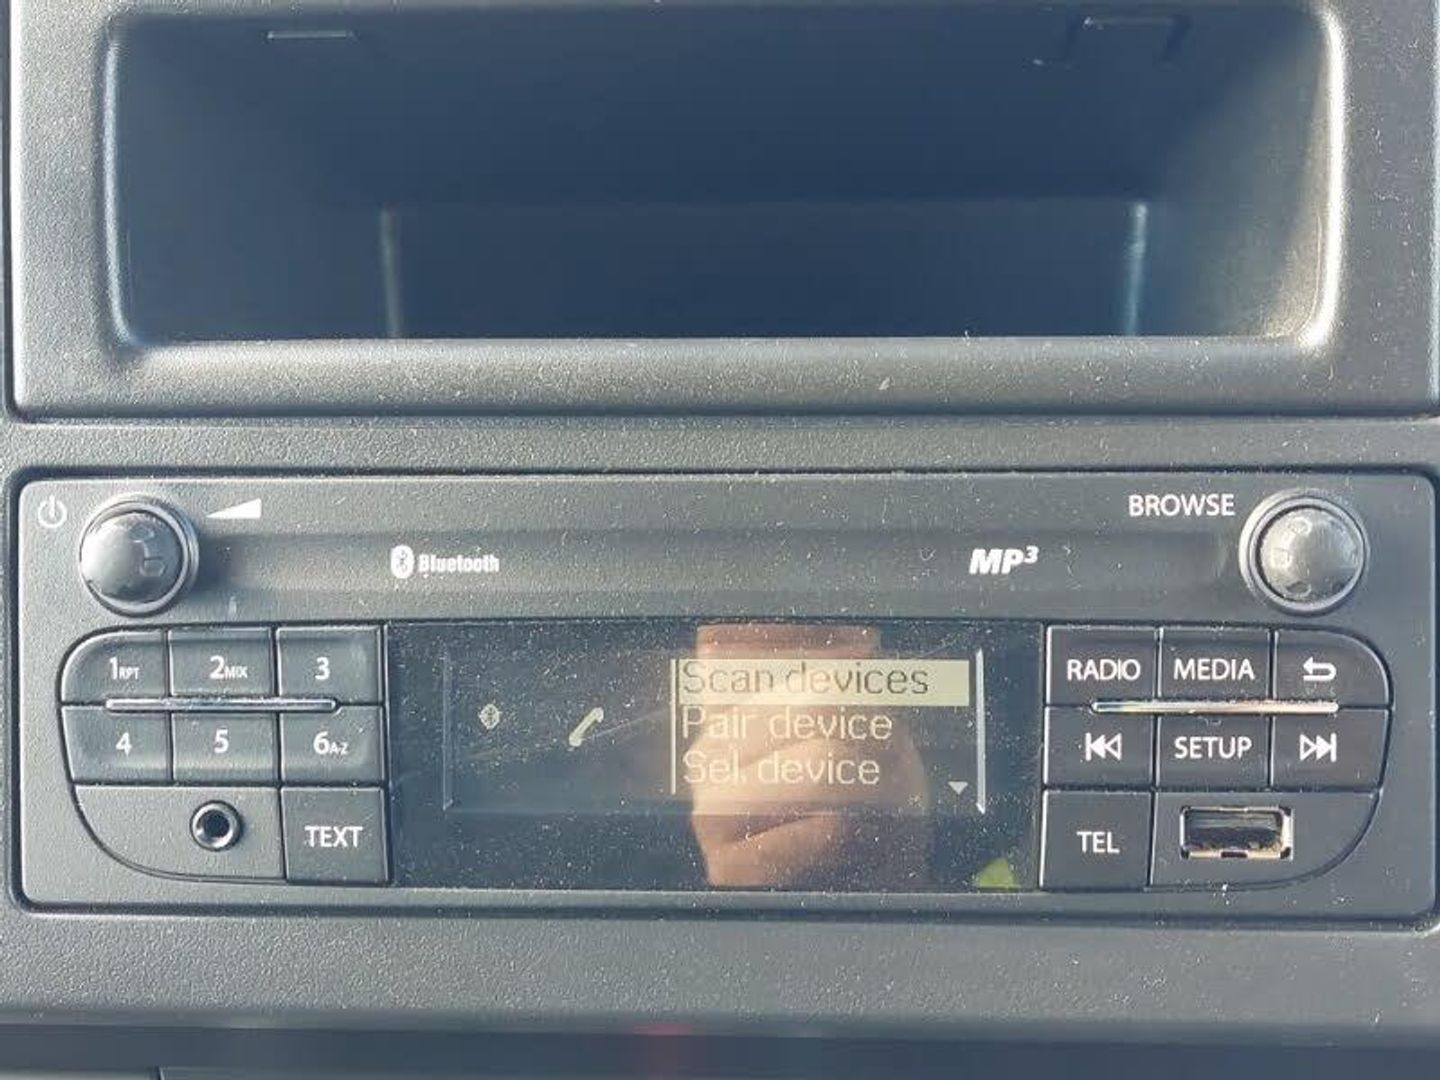 BROWSE
Bluetooth
MP3
1RPT 2MIX 3
RADIO MEDIA
Scan devices
Pair device
Sel. device
4 5 6A-Z
SETUP
TEXT
TEL